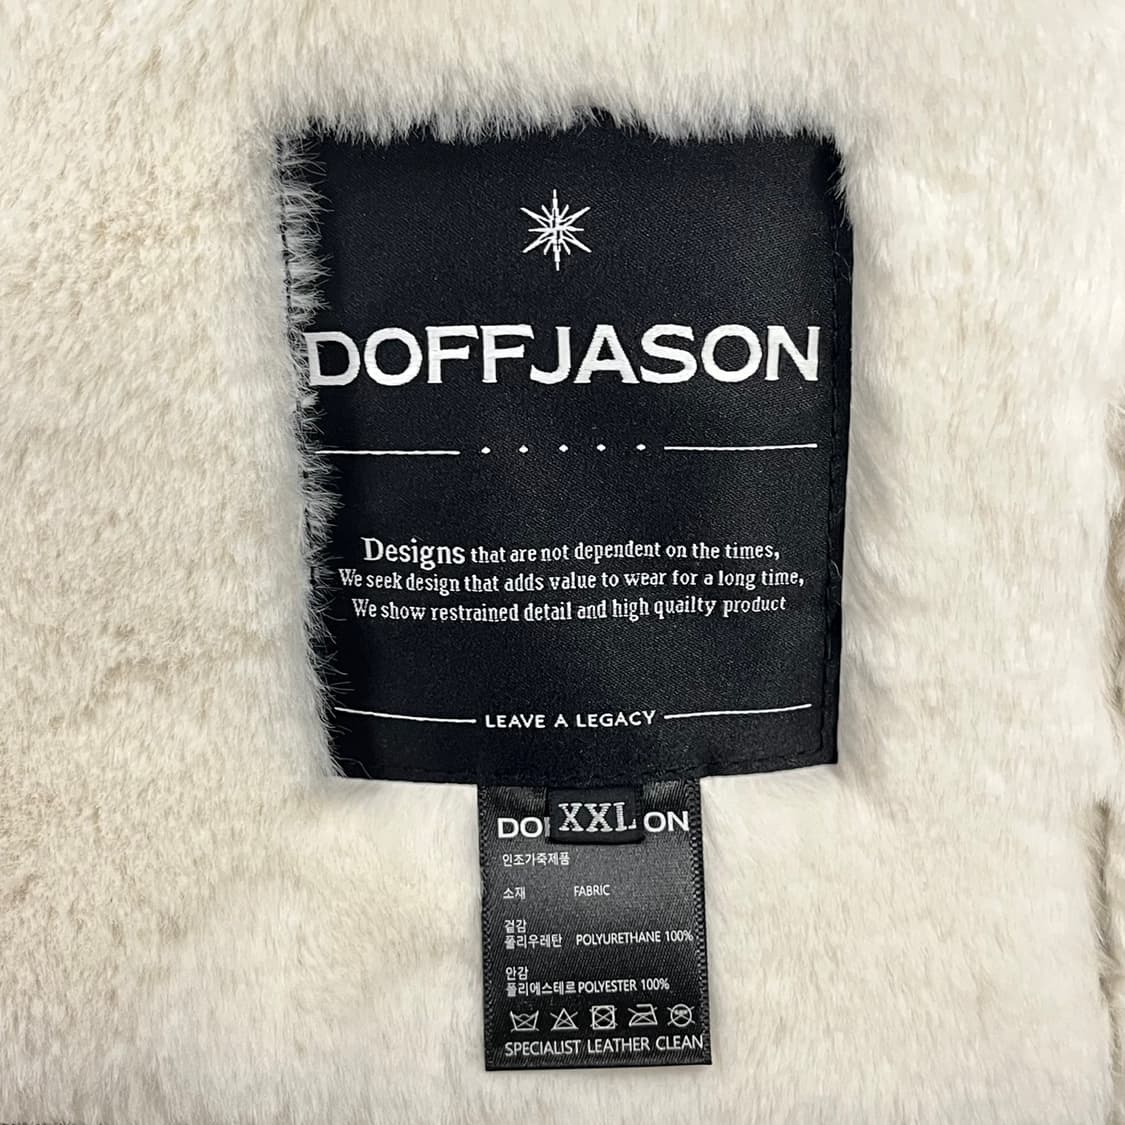 DOFFJASON
Designs that are not dependent on the times,
We seek design that adds value to wear for a long time,
We show restrained detail and high quailty product
LEAVE A LEGACY
XXL
인조가죽제품
소재 FABRIC
겉감
폴리우레탄 POLYURETHANE 100%
안감
폴리에스테르 POLYESTER 100%
SPECIALIST LEATHER CLEAN